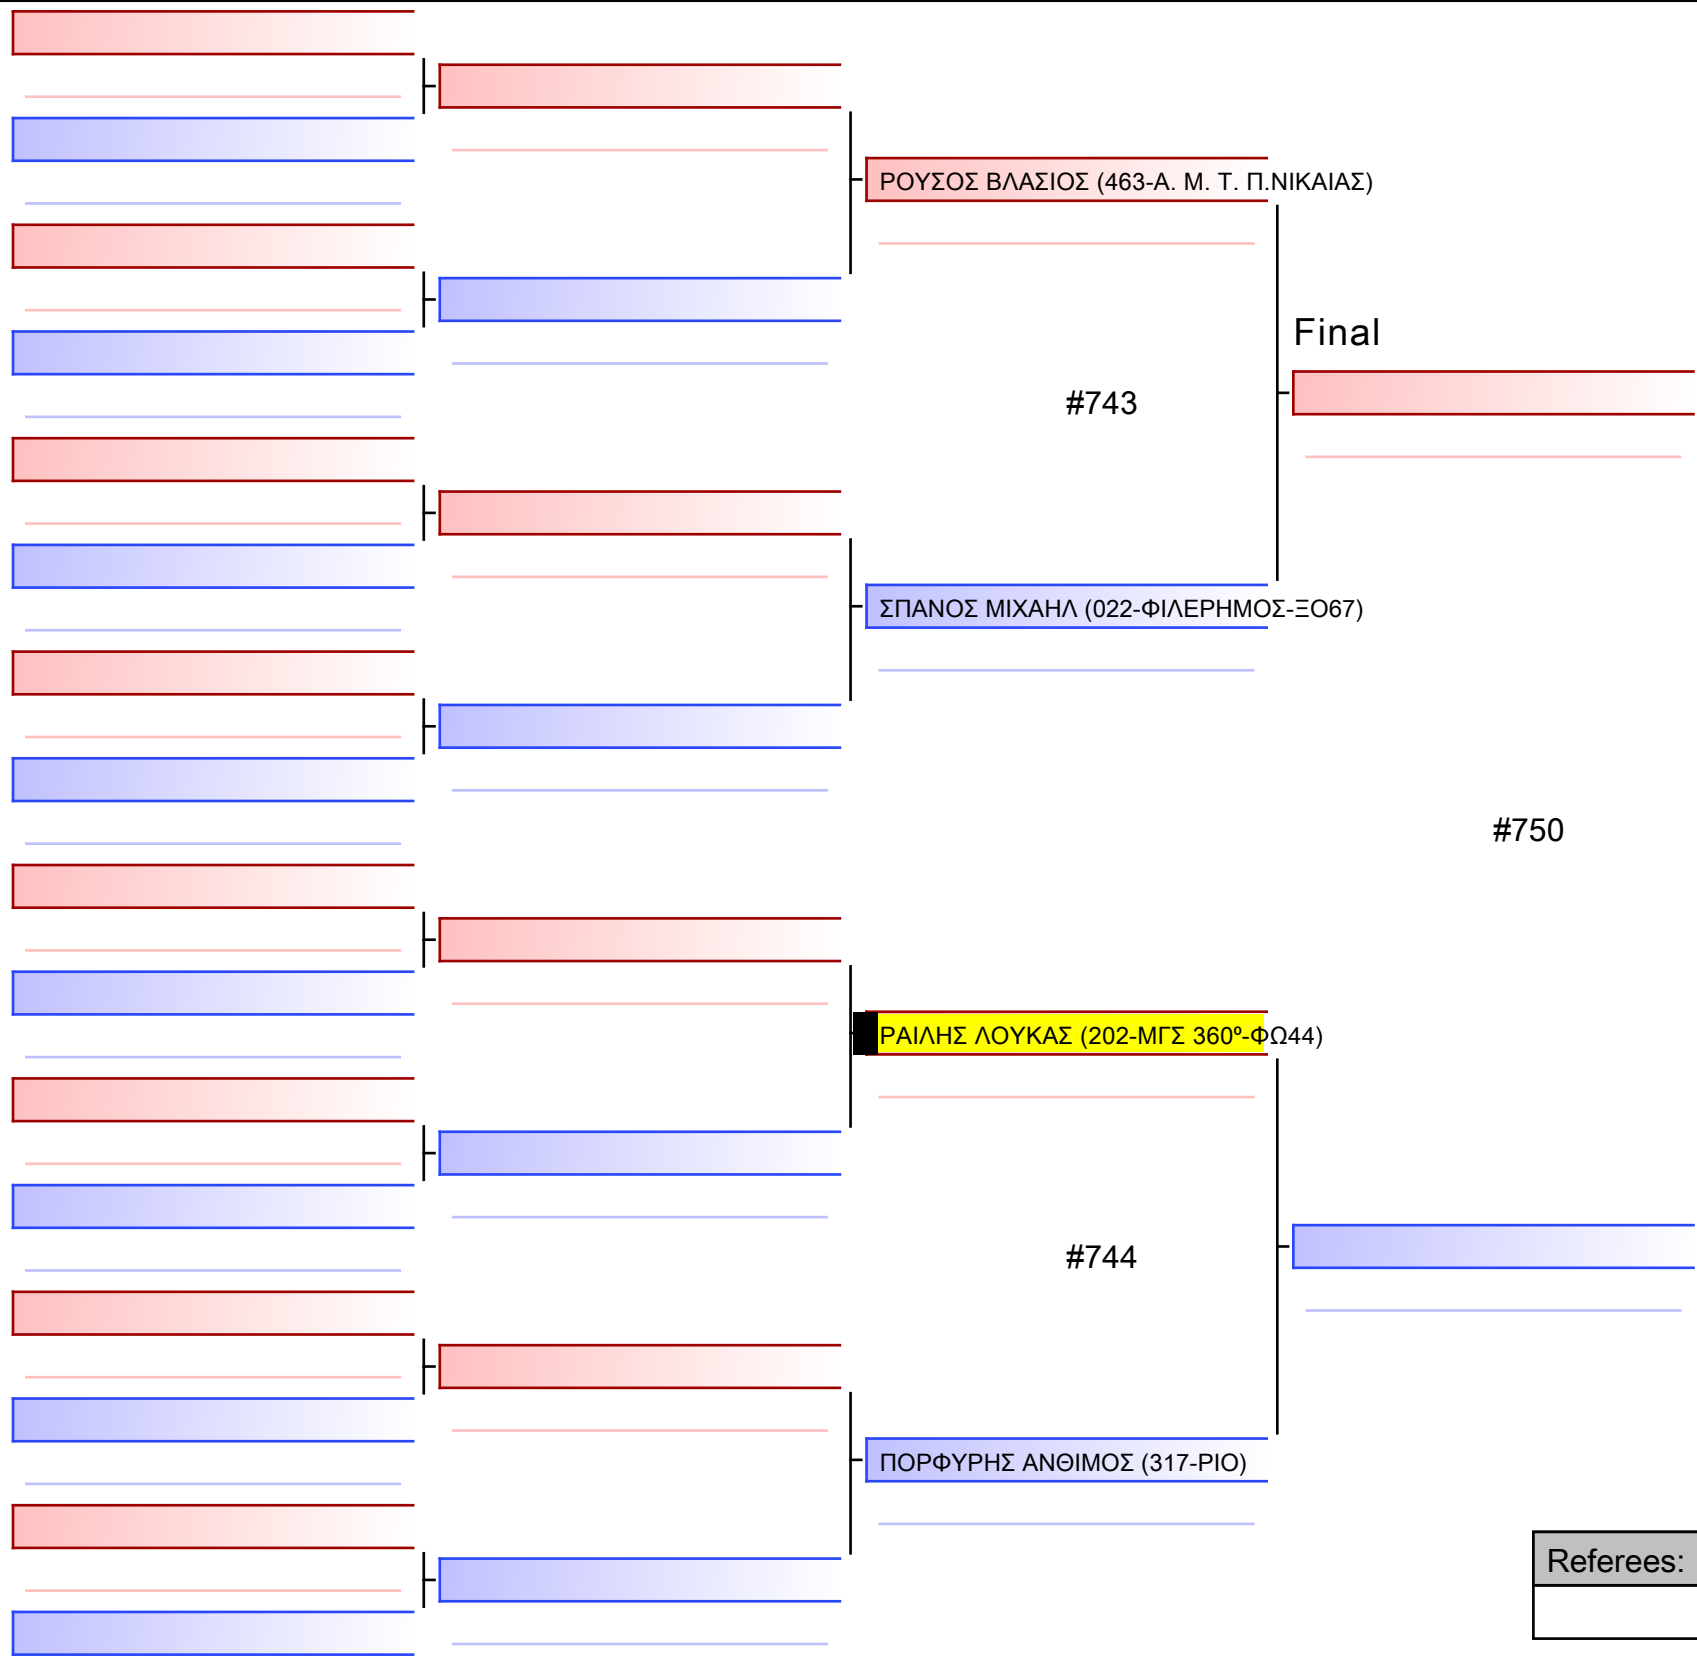 ΡΟΥΣΟΣ ΒΛΑΣΙΟΣ (463-Α. Μ. Τ. Π.ΝΙΚΑΙΑΣ)
Final
#743
ΣΠΑΝΟΣ ΜΙΧΑΗΛ (022-ΦΙΛΕΡΗΜΟΣ-ΞΟ67)
#750
ΡΑΙΛΗΣ ΛΟΥΚΑΣ (202-ΜΓΣ 360º-ΦΩ44)
#744
ΠΟΡΦΥΡΗΣ ΑΝΘΙΜΟΣ (317-ΡΙΟ)
Referees: